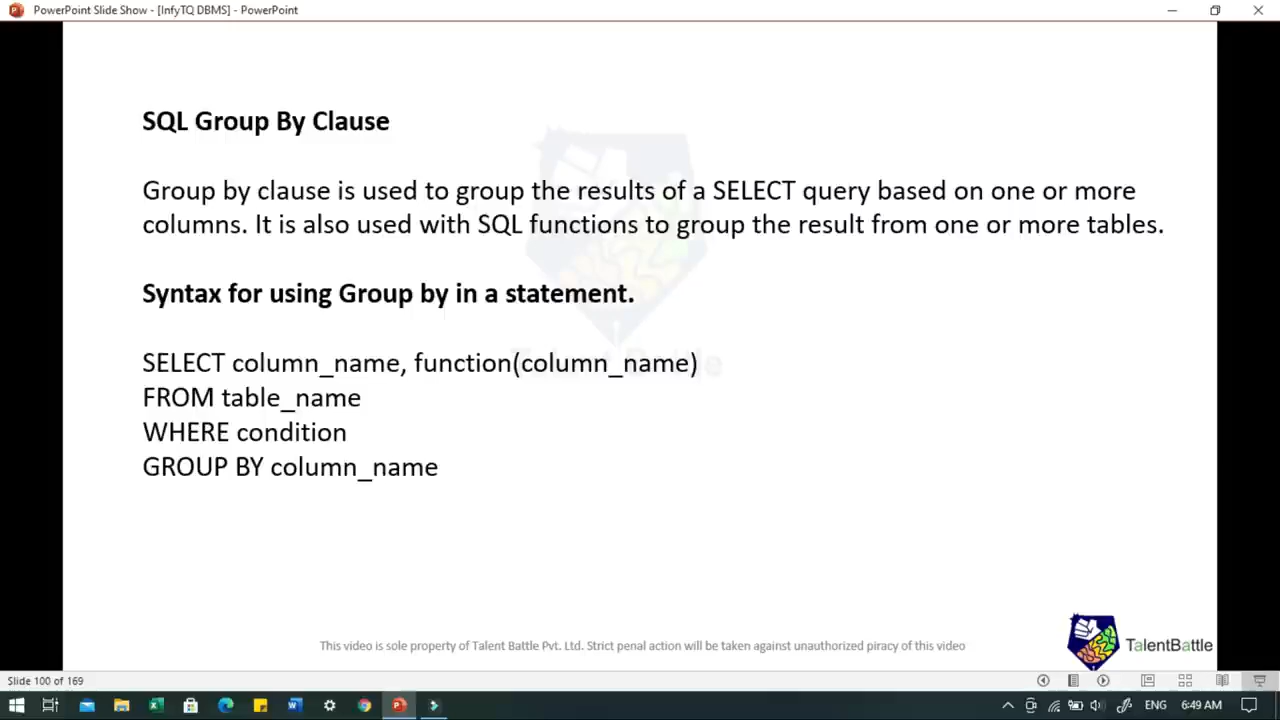 PowerPoint Slide Show - [InfyTQ DBMS] - PowerPoint
SQL Group By Clause
Group by clause is used to group the results of a SELECT query based on one or more
columns. It is also used with SQL functions to group the result from one or more tables.
Syntax for using Group by in a statement.
SELECT column_name, function(column_name)
Talent Battle
FROM table_name
WHERE condition
GROUP BY column_name
This video is sole property of Talent Battle Pvt. Ltd. Strict penal action will be taken against unauthorized piracy of this video
TalentBattle
Slide 100 of 169
ENG
6:49 AM